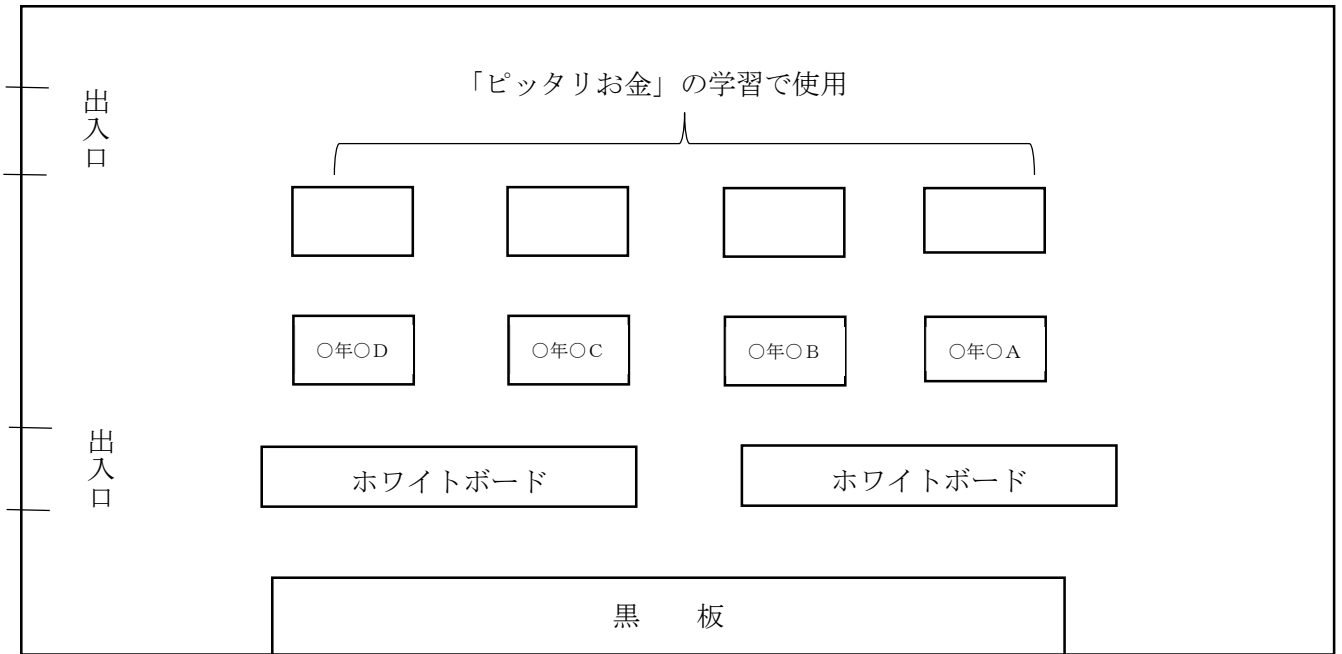 「ピッタリお金」の学習で使用
出入口
○年○D
○年○C
○年○B
○年○A
出入口
ホワイトボード
ホワイトボード
黒　板